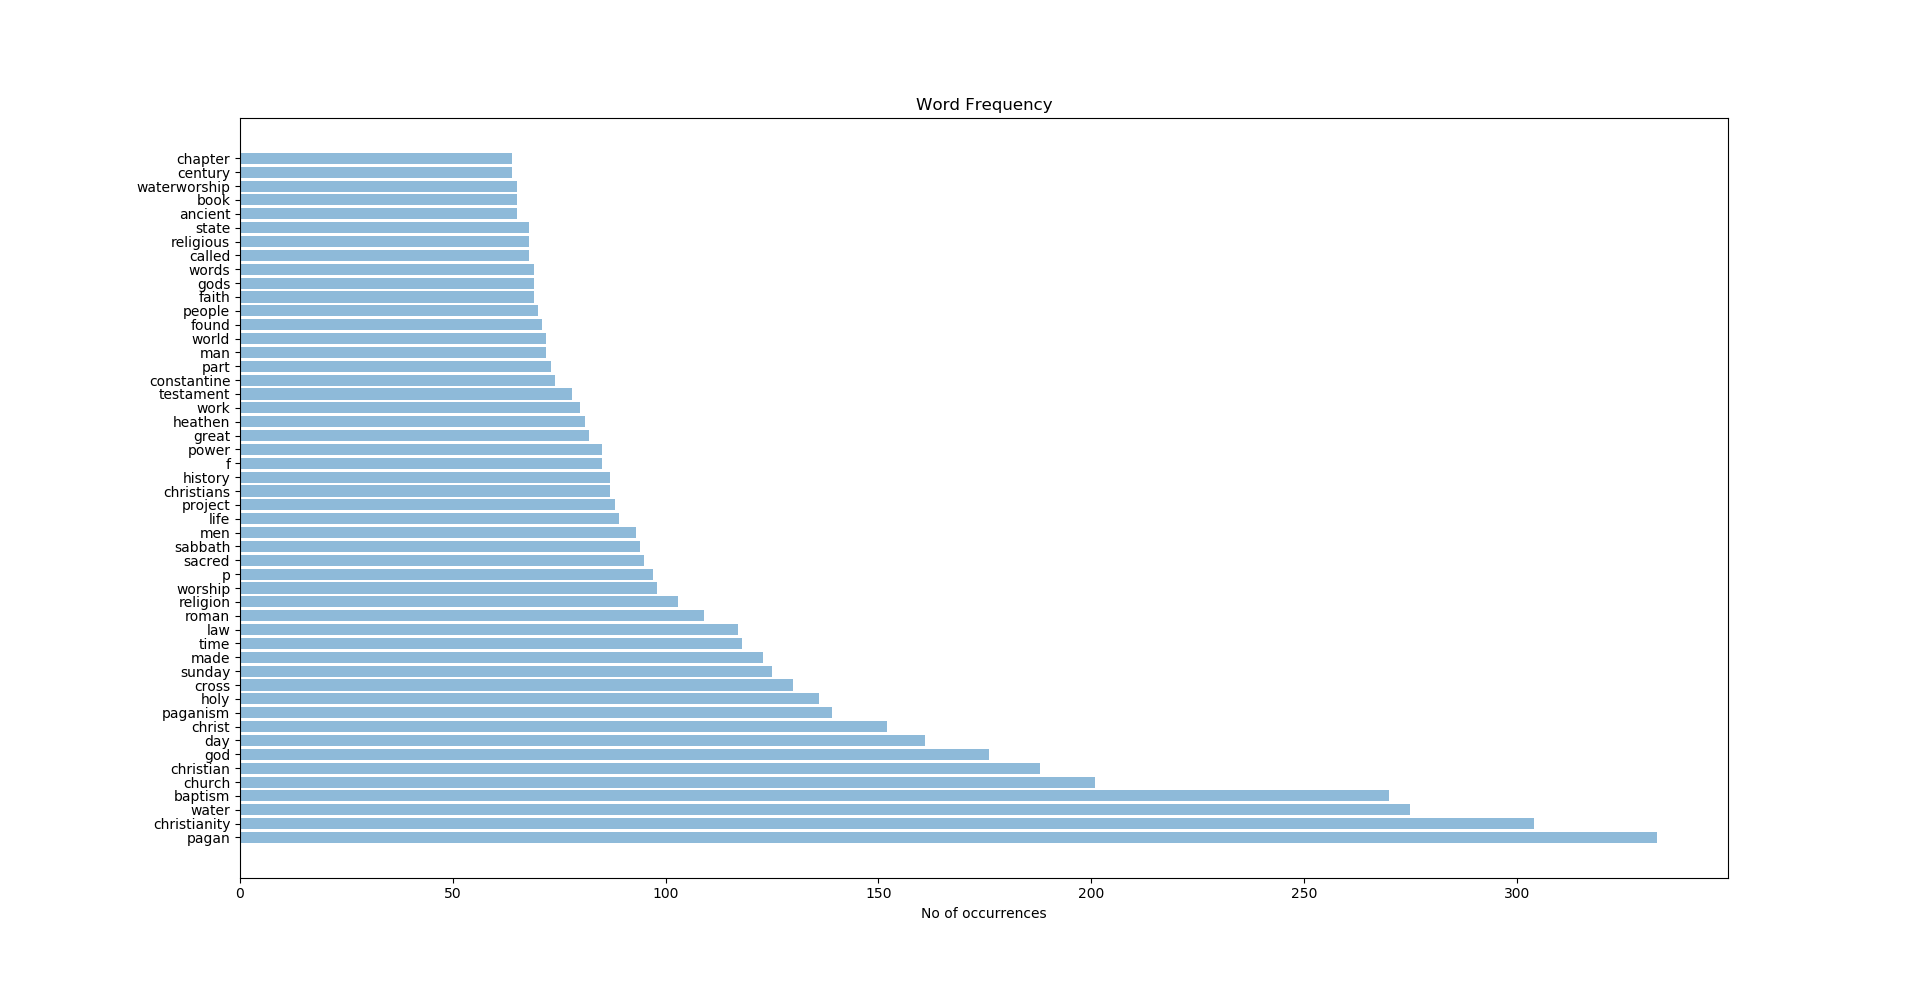 Word Frequency
chapter
century
waterworship
book
ancient
state
religious
called
words
gods
faith
people
found
world
man
part
constantine
testament
work
heathen
great
power
f
history
christians
project
life
men
sabbath
sacred
p
worship
religion
roman
law
time
made
sunday
cross
holy
paganism
christ
day
god
christian
church
baptism
water
christianity
pagan
0 50 100 150 200 250 300
No of occurrences